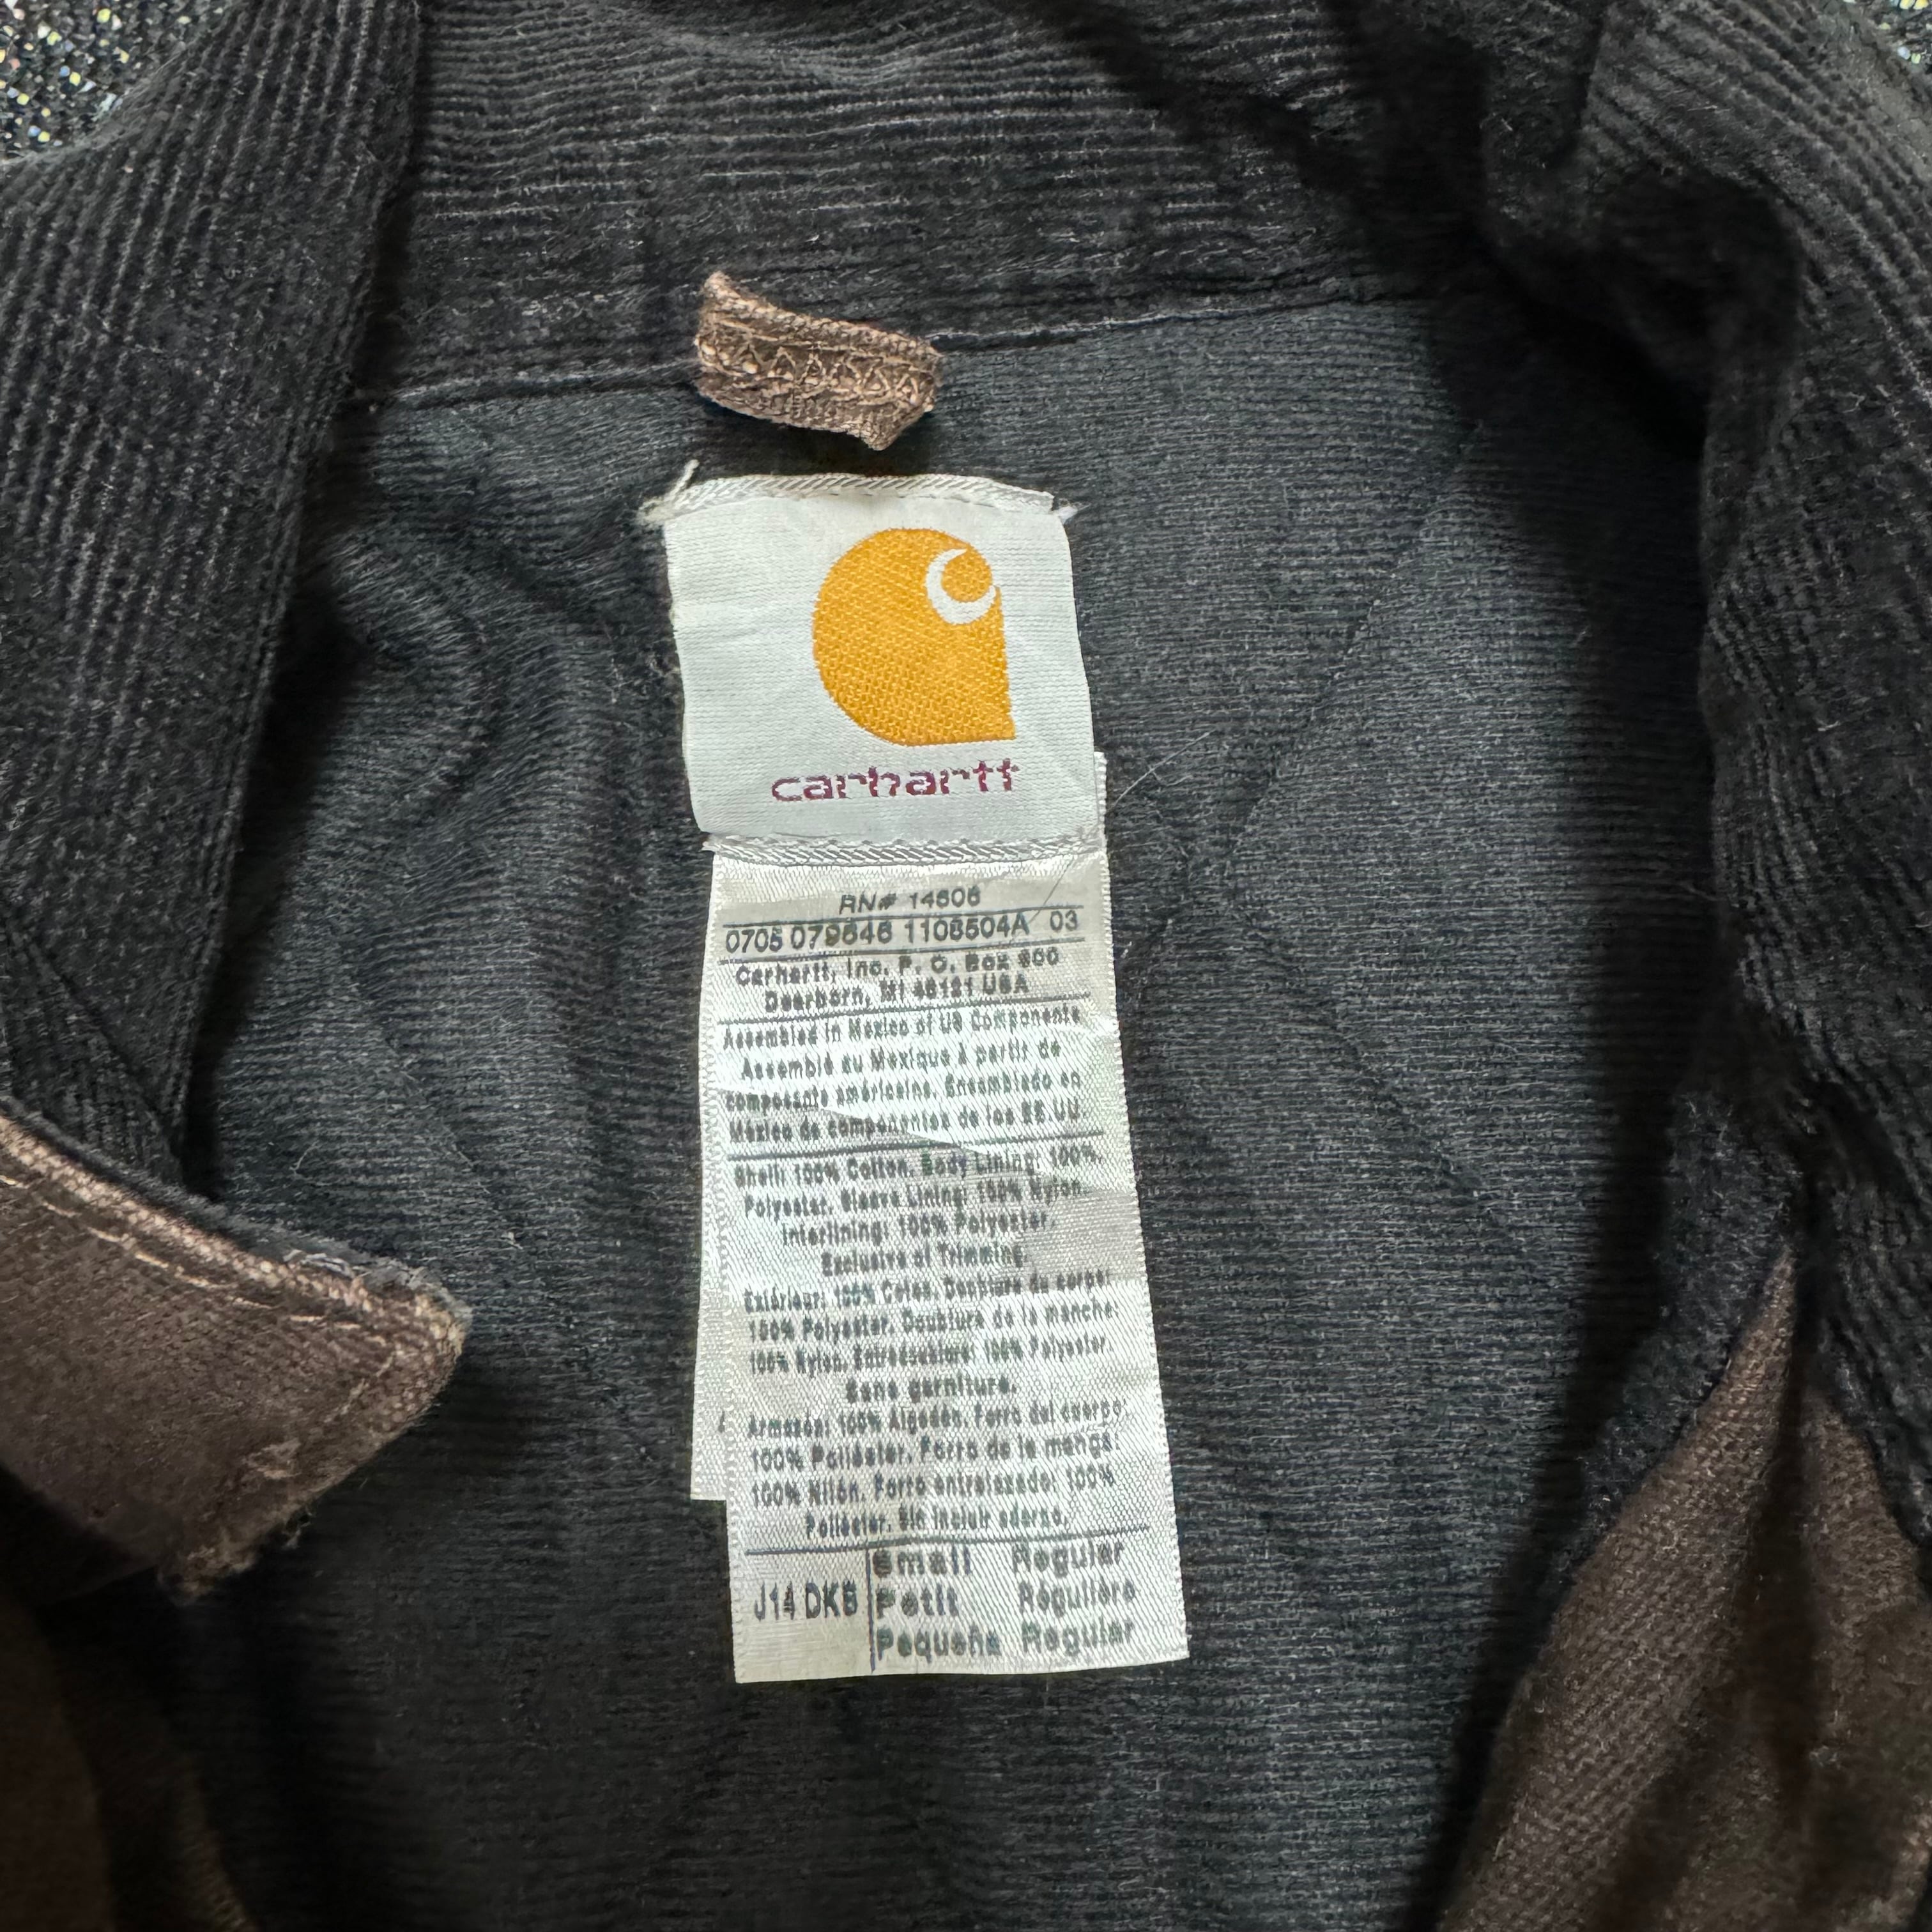 carhartt
RN# 14806
0705 079646 1108504A 03
Carhartt, Inc. P. O. Box 600
Dearborn, MI 48121 USA
Assembled in Mexico of US Components
Assemblé au Mexique à partir de
composants américains. Ensamblado en
México de componentes de los EE.UU.
Shell: 100% Cotton. Body Lining: 100%
Polyester. Sleeve Lining: 100% Nylon.
Interlining: 100% Polyester.
Exclusive of Trimming.
Extérieur: 100% Coton. Doublure du corps:
100% Polyester. Doublure de la manche:
100% Nylon. Entredoublure: 100% Polyester.
Sans garniture.
Armazón: 100% Algodón. Forro del cuerpo:
100% Poliéster. Forro de la manga:
100% Nilón. Forro entrelazado: 100%
Poliéster. Sin incluir adorno.
J14 DKB
Small Regular
Petit Régulière
Pequeña Regular